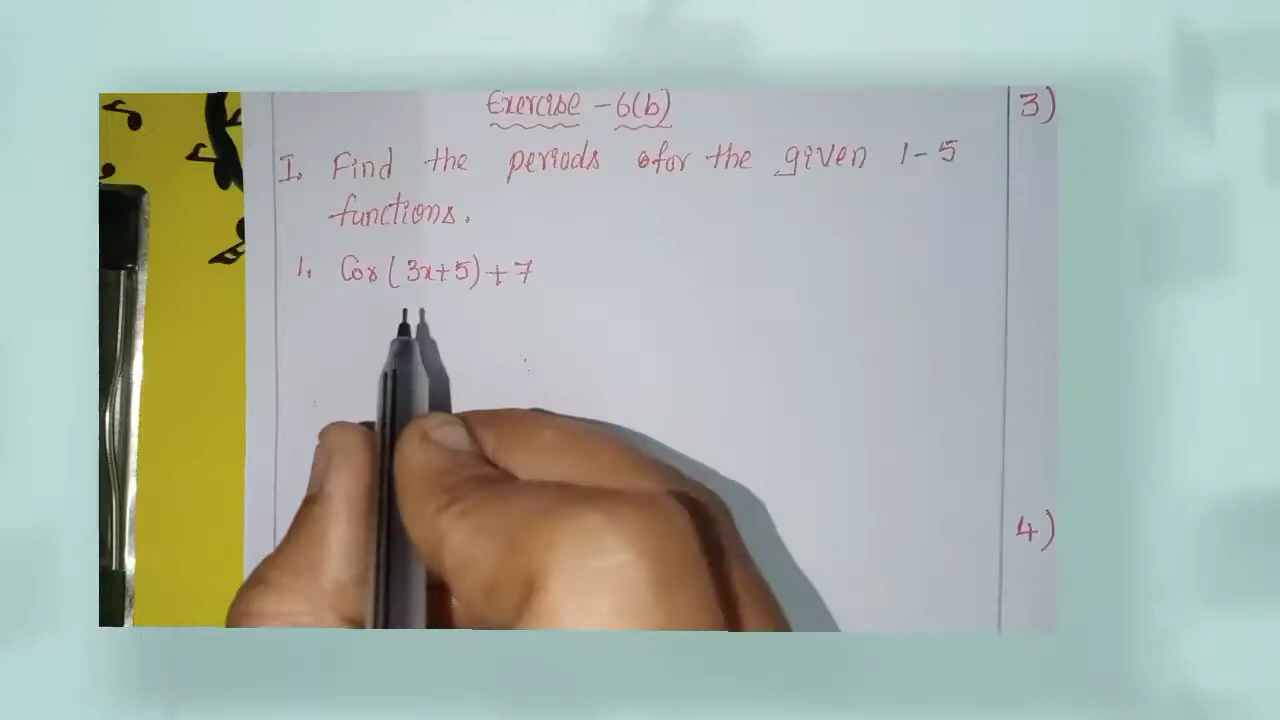 Exercise - 6(b)
I. Find the periods ofor the given 1-5
functions.
1. Cos (3x+5)+7
3)
4)